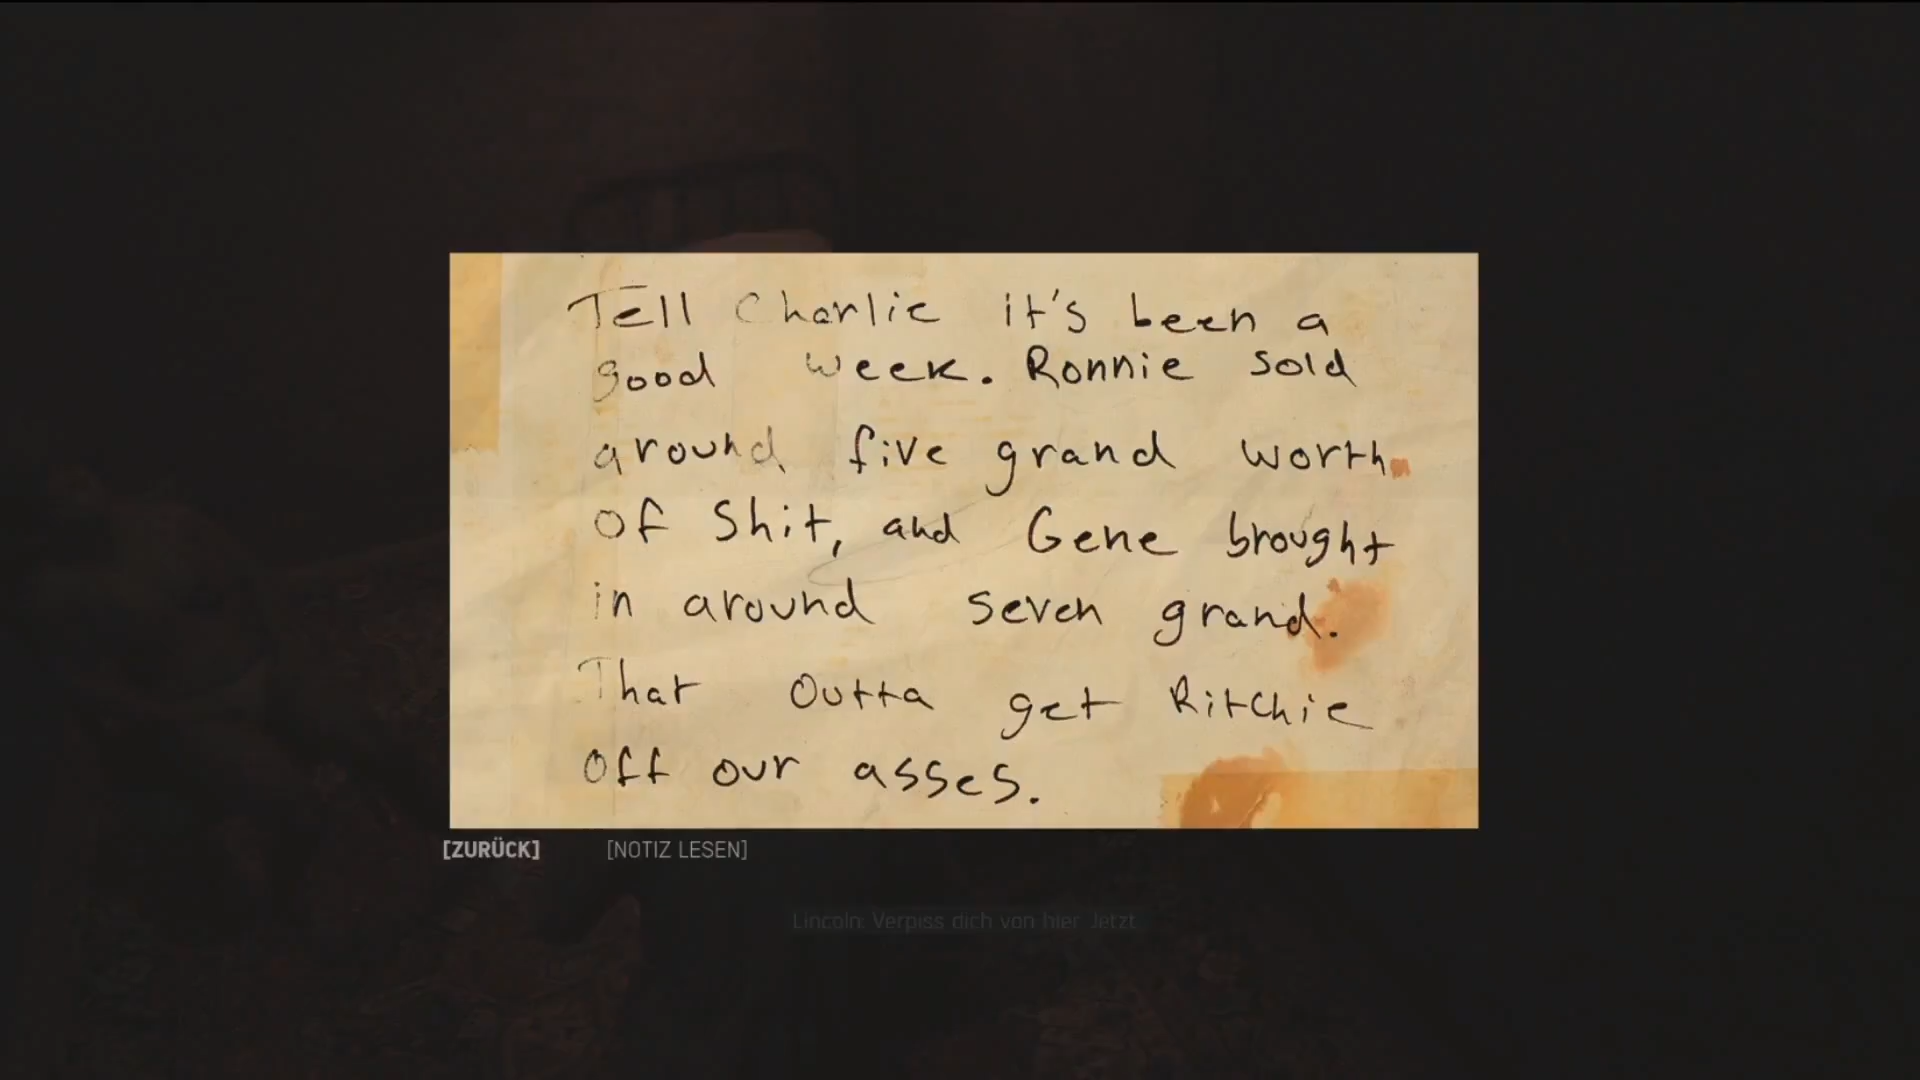 Tell Charlie it's been a
good week. Ronnie sold
around five grand worth
of Shit, and Gene brought
in around seven grand.
That Outta get Ritchie
Off our asses.
[ZURÜCK] [NOTIZ LESEN]
Lincoln: Verpiss dich von hier Jetzt.